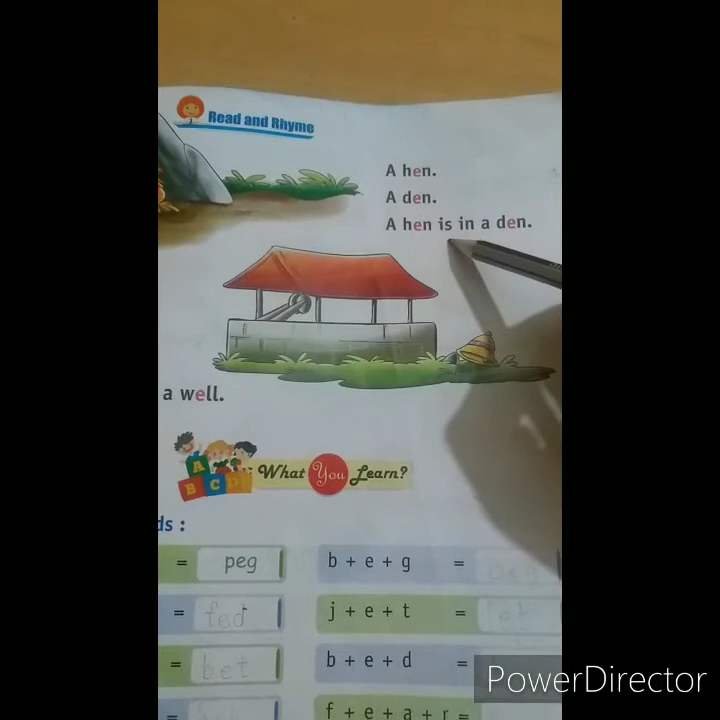 Read and Rhyme
A hen.
A den.
A hen is in a den.
a well.
A
B C D
What You Learn?
ds :
= peg
b + e + g =
= fed
j + e + t =
= bet
b + e + d =
=
f + e + a + r =
PowerDirector